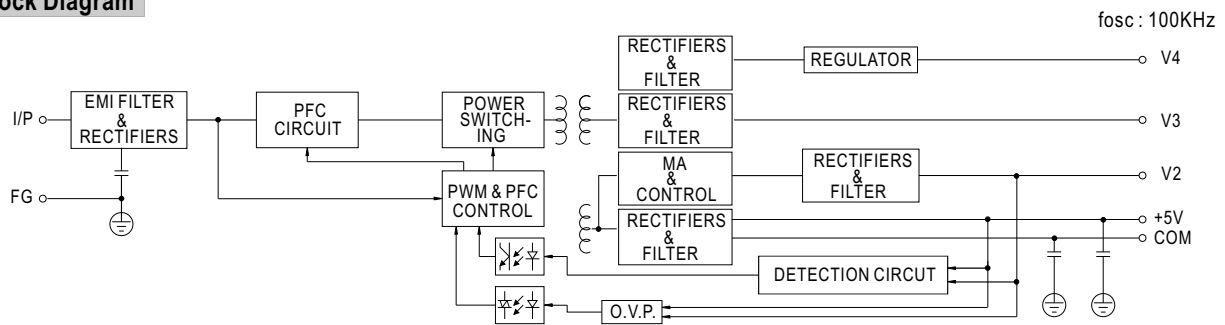 ock Diagram
fosc : 100KHz
RECTIFIERS
&
FILTER
REGULATOR
V4
I/P
EMI FILTER
&
RECTIFIERS
PFC
CIRCUIT
POWER
SWITCH-
ING
RECTIFIERS
&
FILTER
V3
MA
&
CONTROL
RECTIFIERS
&
FILTER
V2
FG
PWM & PFC
CONTROL
RECTIFIERS
&
FILTER
+5V
COM
DETECTION CIRCUT
O.V.P.